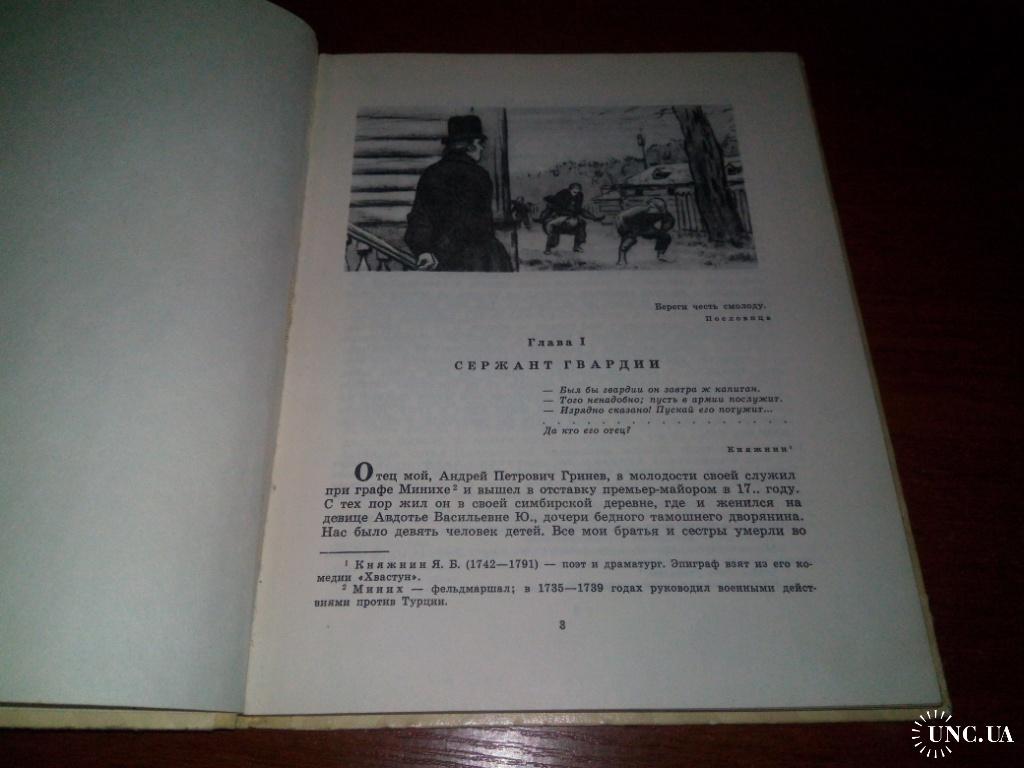 Береги честь смолоду.
Пословица
Глава I
СЕРЖАНТ ГВАРДИИ
— Был бы гвардии он завтра ж капитан.
— Того ненадобно; пусть в армии послужит.
— Изрядно сказано! Пускай его потужит...
. . . . . . . . . . . . . . . . .
Да кто его отец?
Княжнин¹
Отец мой, Андрей Петрович Гринев, в молодости своей служил
при графе Минихе² и вышел в отставку премьер-майором в 17.. году.
С тех пор жил он в своей симбирской деревне, где и женился на
девице Авдотье Васильевне Ю., дочери бедного тамошнего дворянина.
Нас было девять человек детей. Все мои братья и сестры умерли во
¹ Княжнин Я. Б. (1742—1791) — поэт и драматург. Эпиграф взят из его ко-
медии «Хвастун».
² Миних — фельдмаршал; в 1735—1739 годах руководил военными дейст-
виями против Турции.
3
UNC.UA